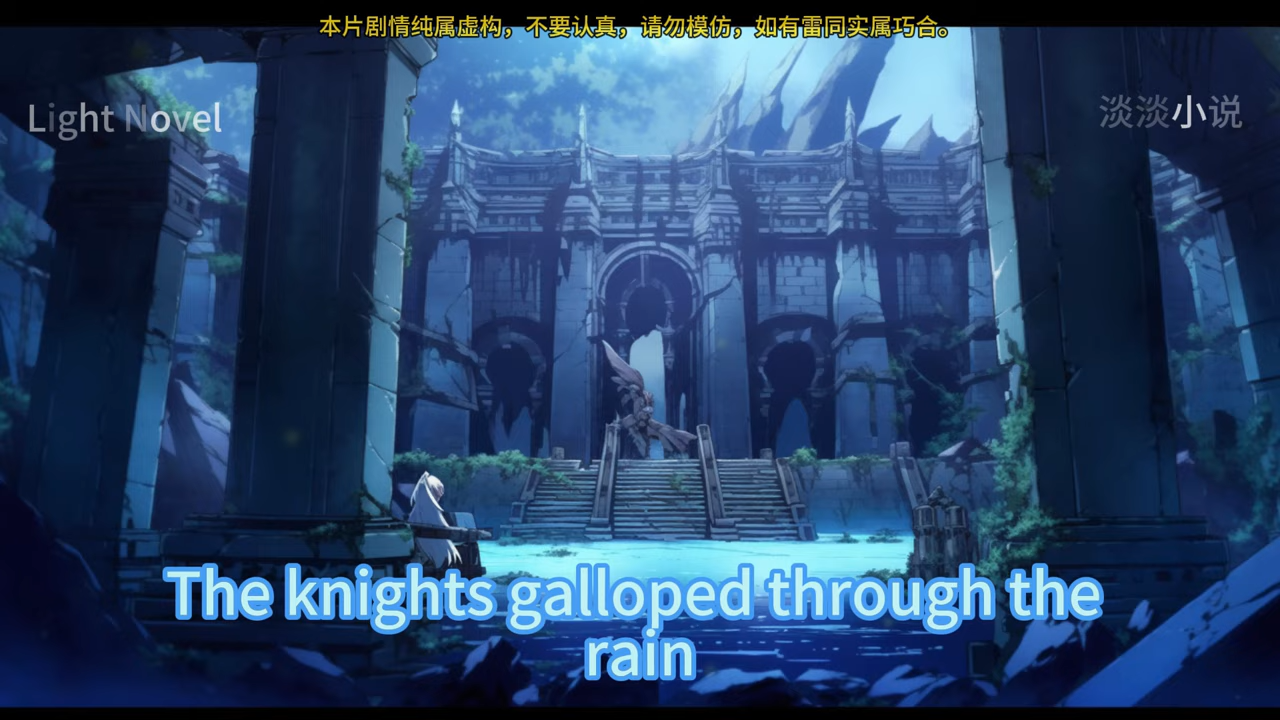 本片剧情纯属虚构，不要认真，请勿模仿，如有雷同实属巧合。
Light Novel
淡淡小说
The knights galloped through the
rain